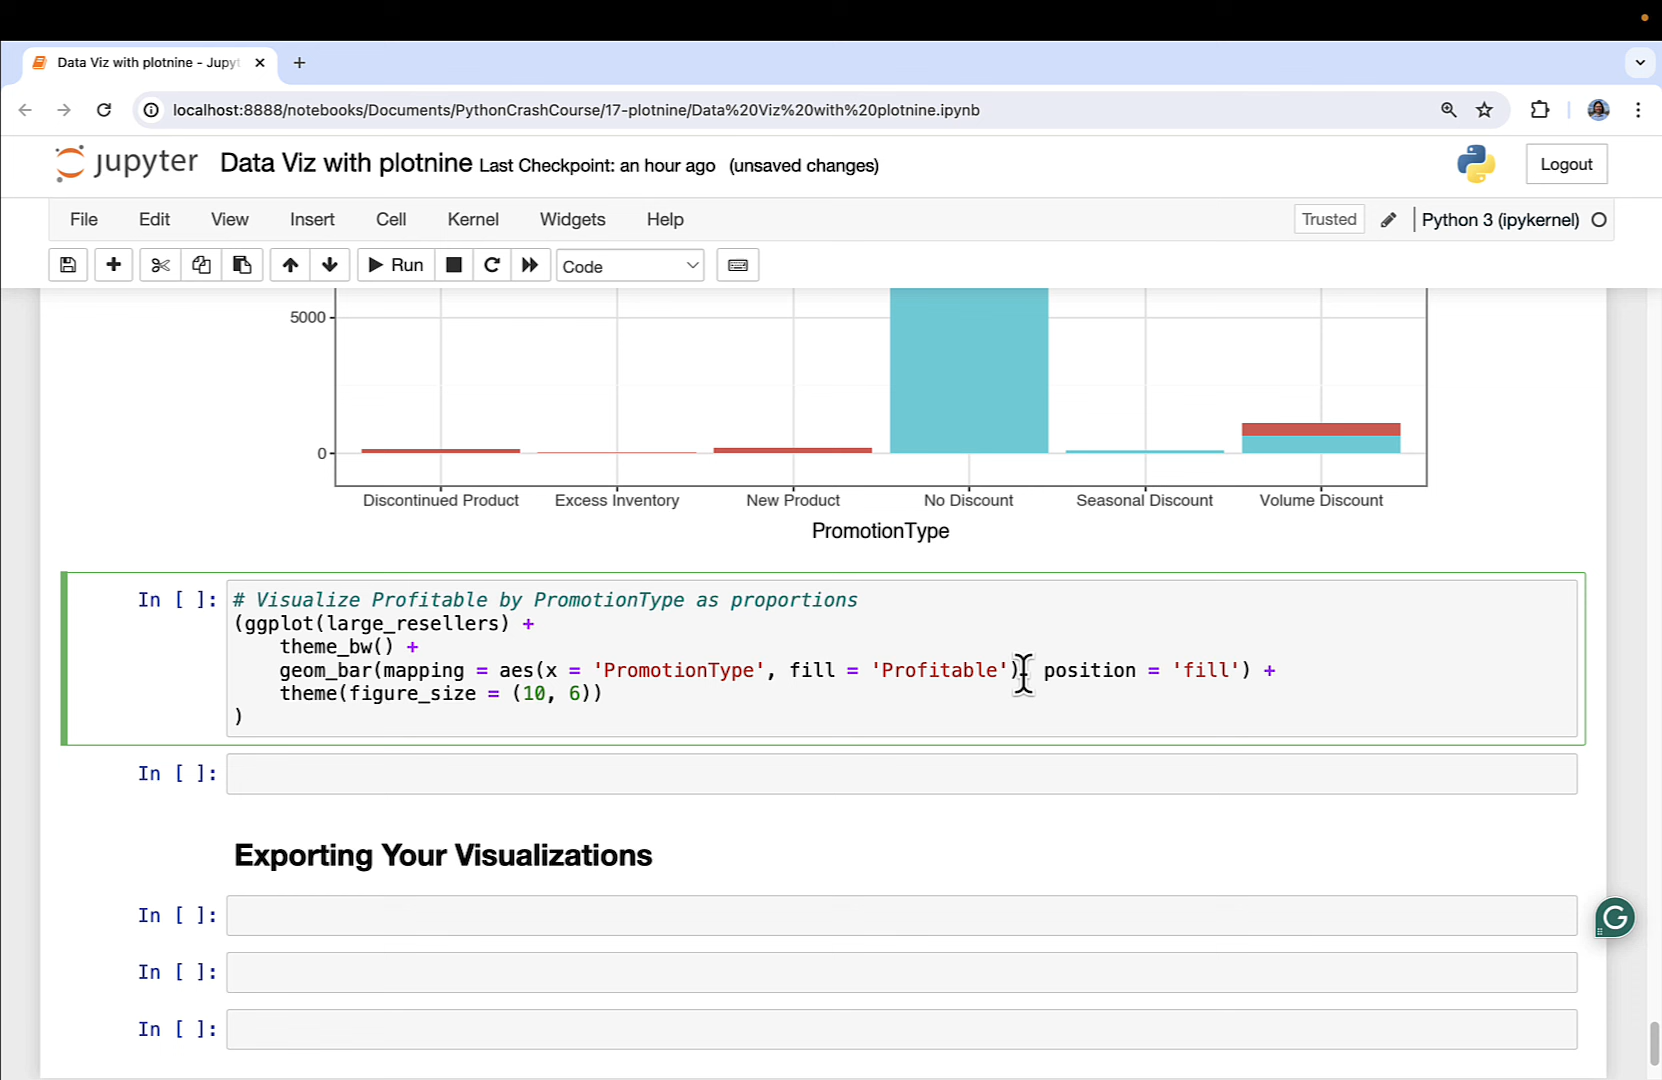 Data Viz with plotnine - Jupyt
localhost:8888/notebooks/Documents/PythonCrashCourse/17-plotnine/Data%20Viz%20with%20plotnine.ipynb
jupyter Data Viz with plotnine Last Checkpoint: an hour ago (unsaved changes)
Logout
File Edit View Insert Cell Kernel Widgets Help
Trusted Python 3 (ipykernel)
Run Code
5000
0
Discontinued Product Excess Inventory New Product No Discount Seasonal Discount Volume Discount
PromotionType
In [ ]: # Visualize Profitable by PromotionType as proportions
(ggplot(large_resellers) +
theme_bw() +
geom_bar(mapping = aes(x = 'PromotionType', fill = 'Profitable'), position = 'fill') +
theme(figure_size = (10, 6))
)
In [ ]:
Exporting Your Visualizations
In [ ]:
In [ ]:
In [ ]: